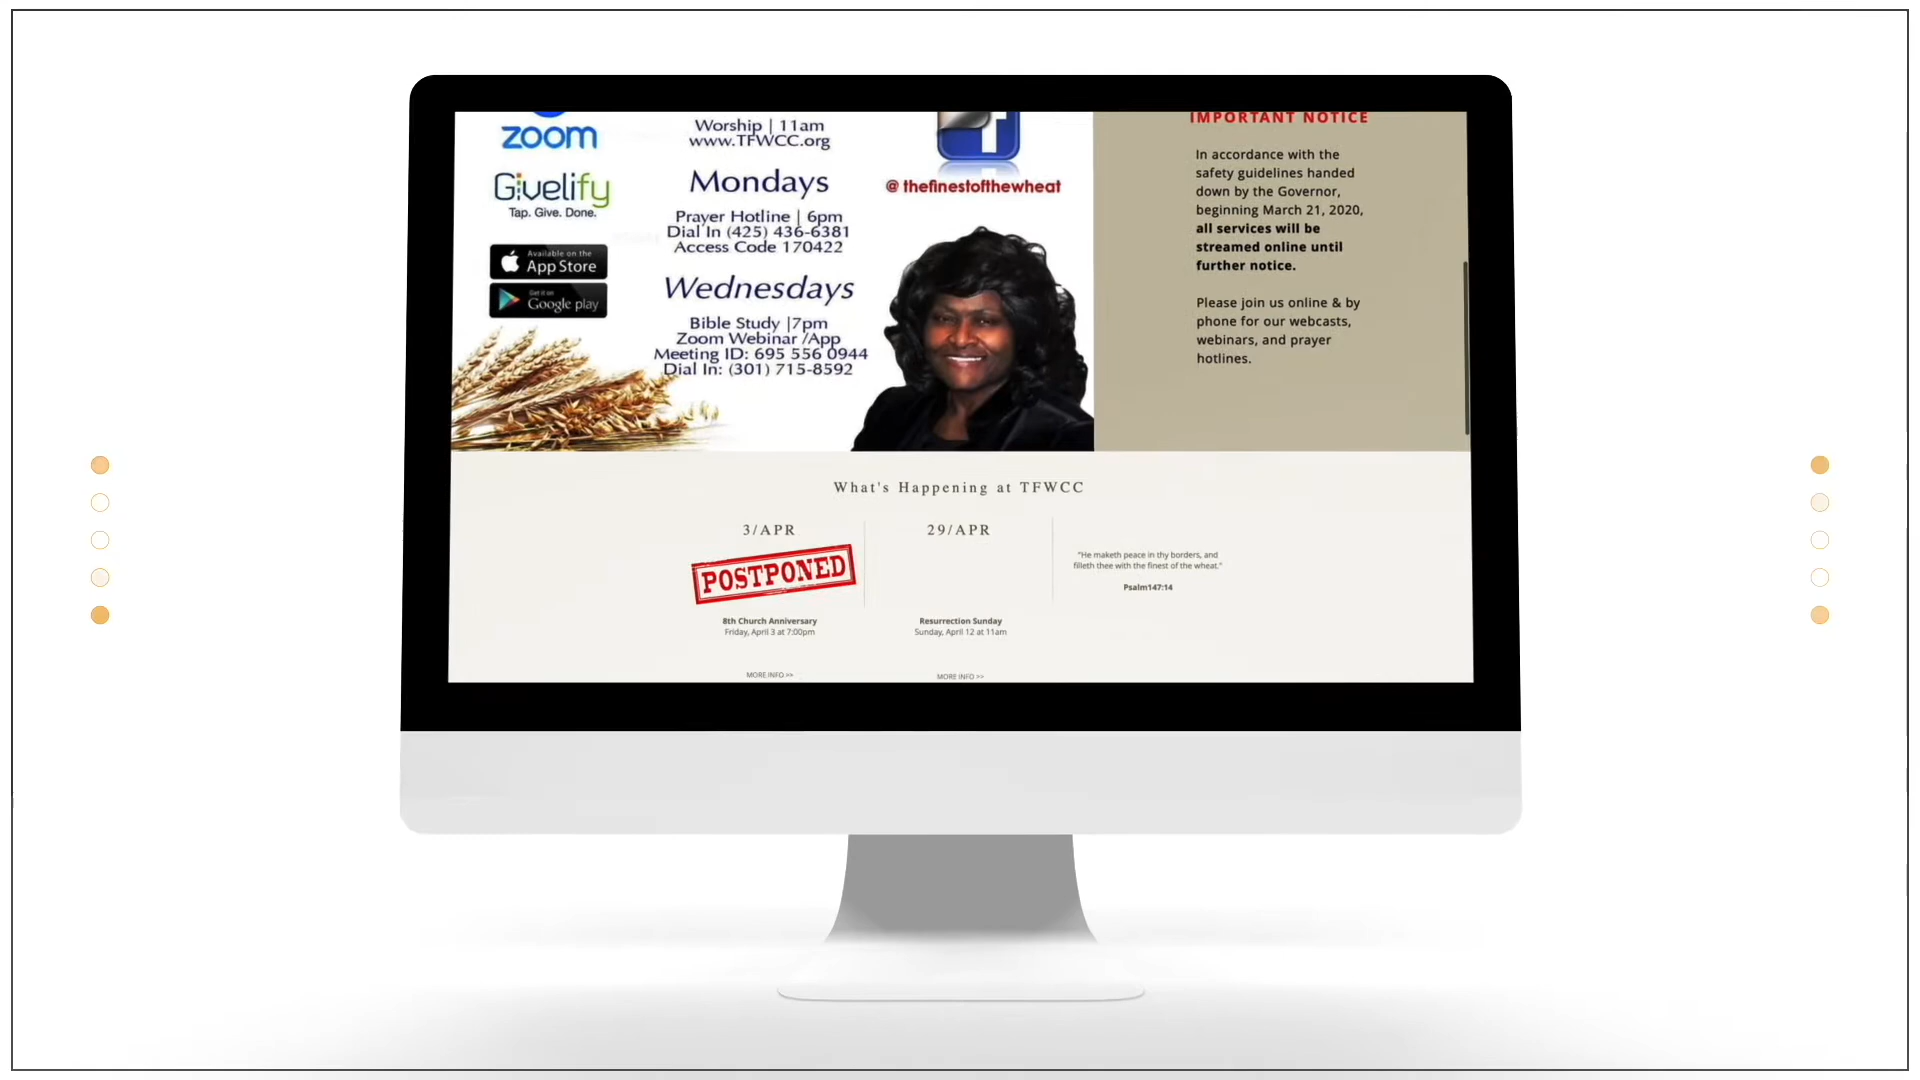 zoom
Givelify
Tap. Give. Done.
Available on the
App Store
Get it on
Google play
Worship | 11am
www.TFWCC.org
Mondays
Prayer Hotline | 6pm
Dial In (425) 436-6381
Access Code 170422
Wednesdays
Bible Study |7pm
Zoom Webinar /App
Meeting ID: 695 556 0944
Dial In: (301) 715-8592
f
@ thefinestofthewheat
IMPORTANT NOTICE
In accordance with the
safety guidelines handed
down by the Governor,
beginning March 21, 2020,
all services will be
streamed online until
further notice.
Please join us online & by
phone for our webcasts,
webinars, and prayer
hotlines.
What's Happening at TFWCC
3/APR
POSTPONED
8th Church Anniversary
Friday, April 3 at 7:00pm
MORE INFO >>
29/APR
Resurrection Sunday
Sunday, April 12 at 11am
MORE INFO >>
"He maketh peace in thy borders, and
filleth thee with the finest of the wheat."
Psalm147:14